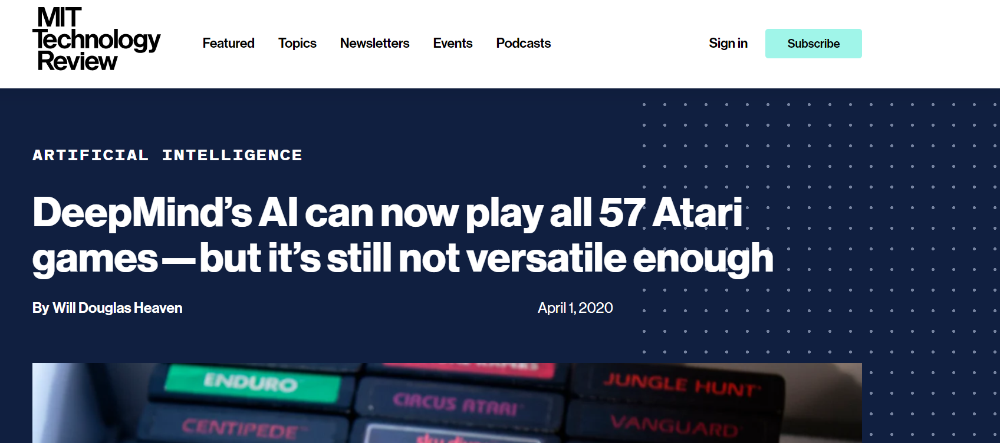 MIT
Technology
Review
Featured Topics Newsletters Events Podcasts Sign in Subscribe
ARTIFICIAL INTELLIGENCE
DeepMind’s AI can now play all 57 Atari
games—but it’s still not versatile enough
By Will Douglas Heaven April 1, 2020
ENDURO
CIRCUS ATARI
JUNGLE HUNT
CENTIPEDE
VANGUARD